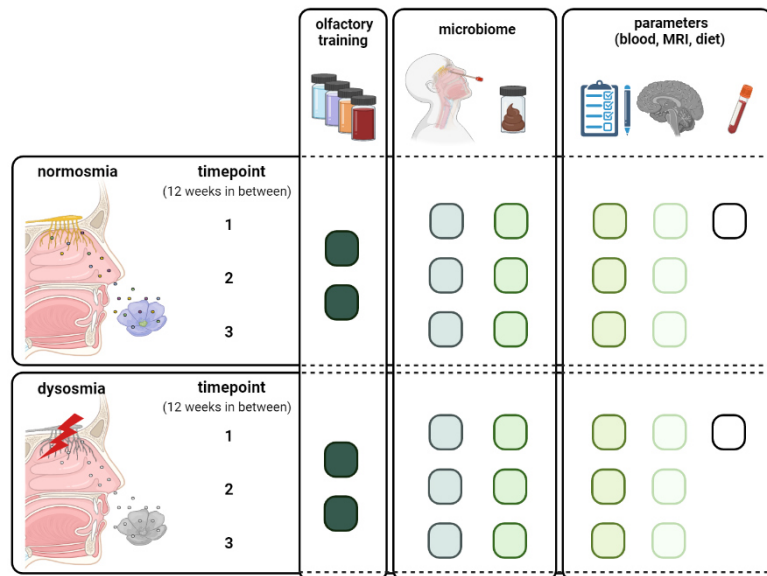 olfactory
training
microbiome
parameters
(blood, MRI, diet)
normosmia
timepoint
(12 weeks in between)
1
2
3
dysosmia
timepoint
(12 weeks in between)
1
2
3